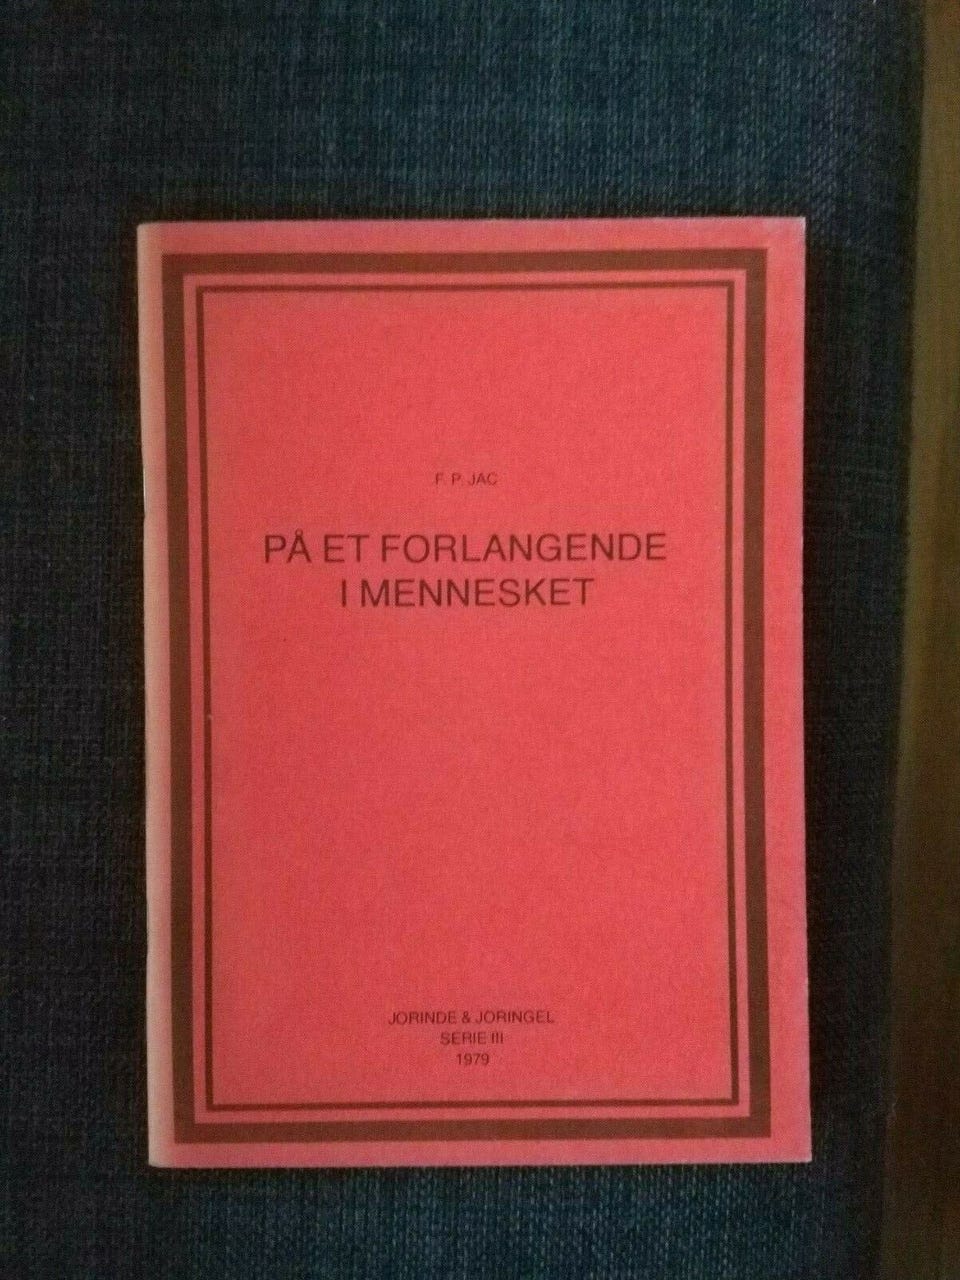 F. P. JAC
PÅ ET FORLANGENDE
I MENNESKET
JORINDE & JORINGEL
SERIE III
1979